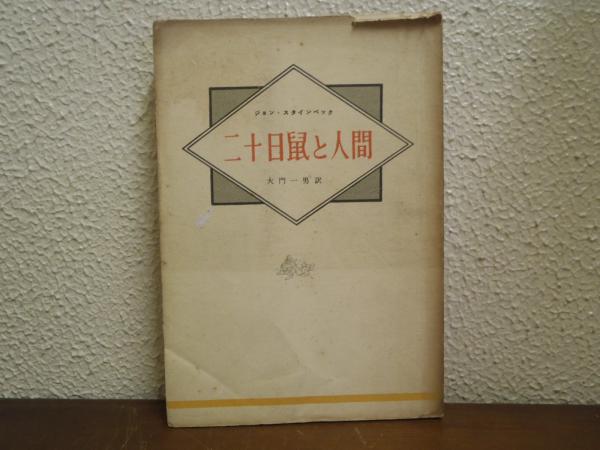 ジョン・スタインベック
二十日鼠と人間
大門一男訳